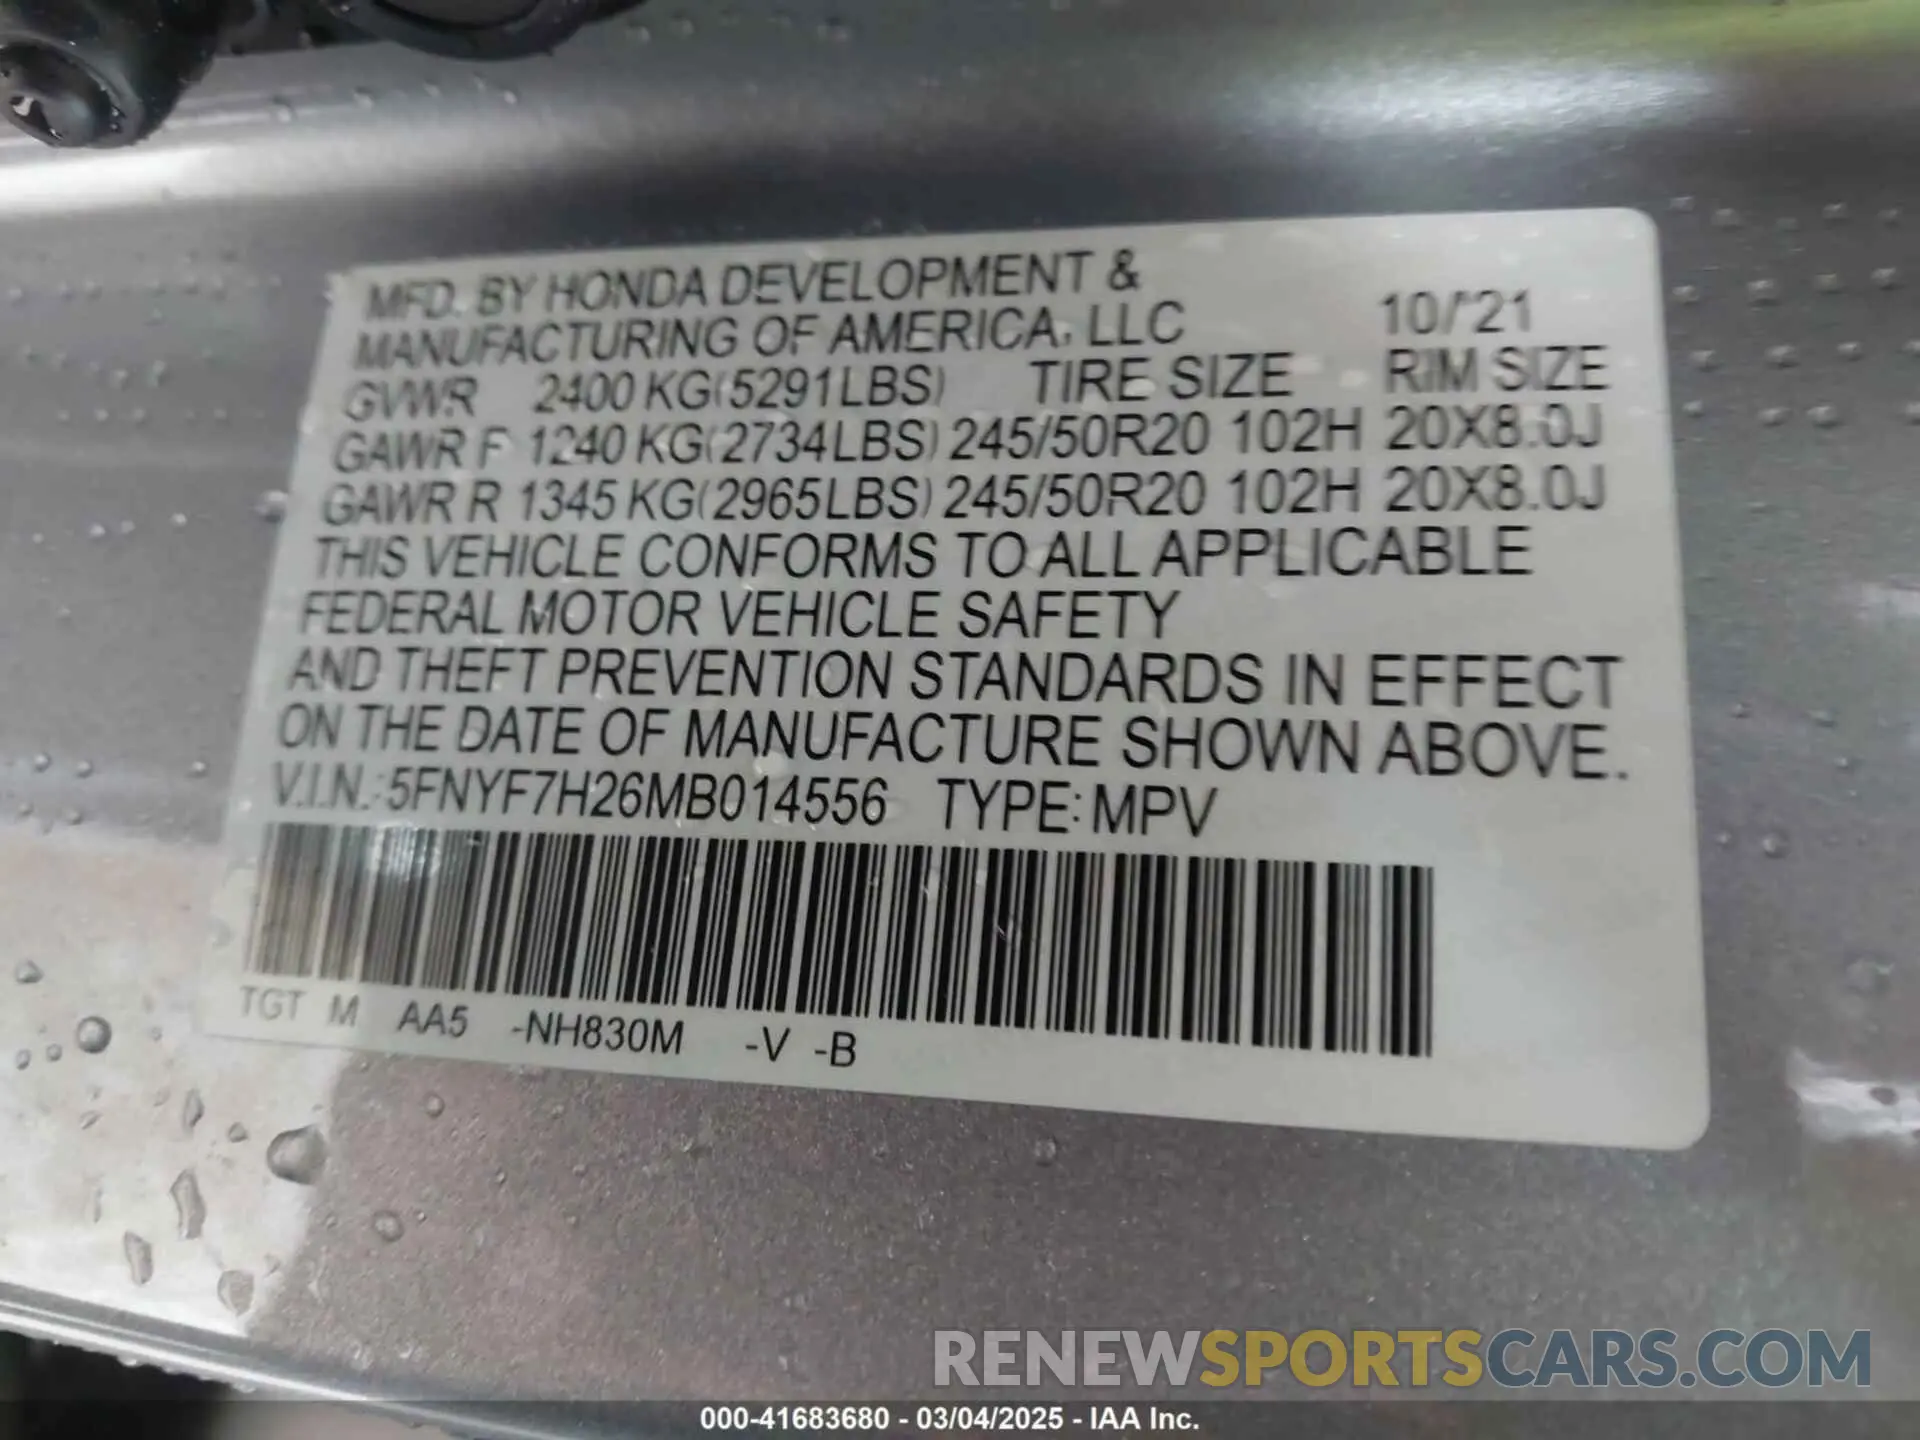 MFD. BY HONDA DEVELOPMENT &
MANUFACTURING OF AMERICA, LLC 10/'21
GVWR 2400 KG(5291LBS) TIRE SIZE RIM SIZE
GAWR F 1240 KG(2734LBS) 245/50R20 102H 20X8.0J
GAWR R 1345 KG(2965LBS) 245/50R20 102H 20X8.0J
THIS VEHICLE CONFORMS TO ALL APPLICABLE
FEDERAL MOTOR VEHICLE SAFETY
AND THEFT PREVENTION STANDARDS IN EFFECT
ON THE DATE OF MANUFACTURE SHOWN ABOVE.
V.I.N.: 5FNYF7H26MB014556 TYPE: MPV
TGT M AA5 -NH830M -V -B
RENEWSPORTSCARS.COM
000-41683680 - 03/04/2025 - IAA Inc.